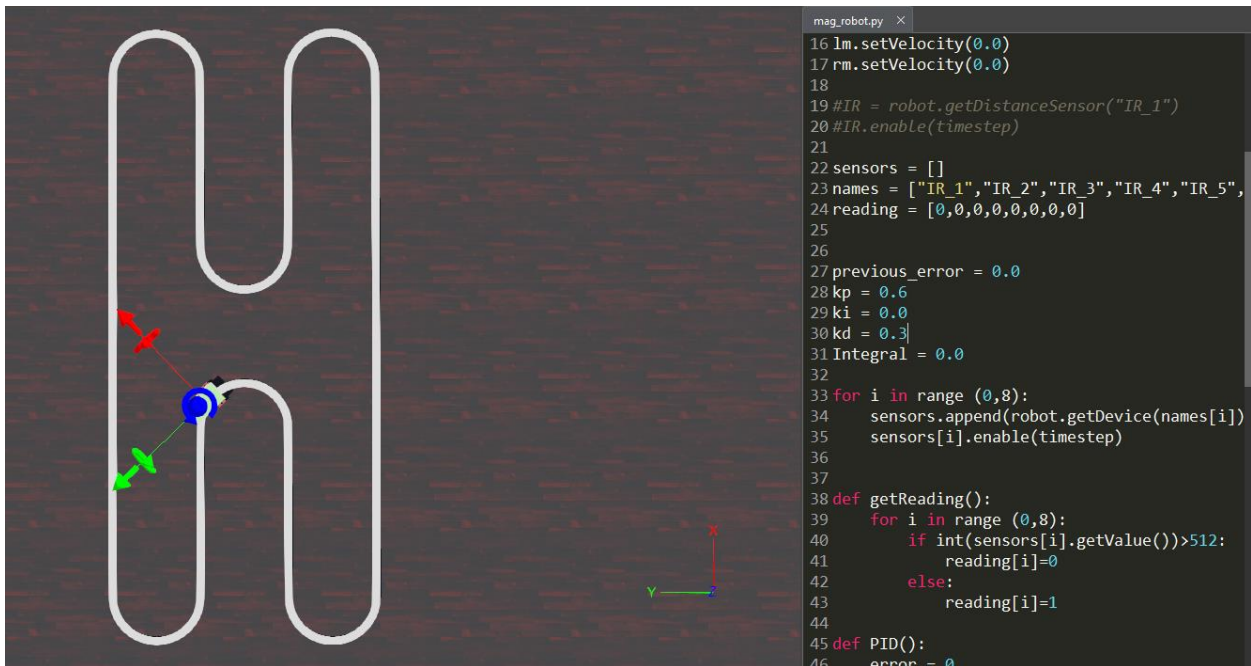 mag_robot.py ×
16 lm.setVelocity(0.0)
17 rm.setVelocity(0.0)
18
19 #IR = robot.getDistanceSensor("IR_1")
20 #IR.enable(timestep)
21
22 sensors = []
23 names = ["IR_1","IR_2","IR_3","IR_4","IR_5",
24 reading = [0,0,0,0,0,0,0,0]
25
26
27 previous_error = 0.0
28 kp = 0.6
29 ki = 0.0
30 kd = 0.3
31 Integral = 0.0
32
33 for i in range (0,8):
34     sensors.append(robot.getDevice(names[i])
35     sensors[i].enable(timestep)
36
37
38 def getReading():
39     for i in range (0,8):
40         if int(sensors[i].getValue())>512:
41             reading[i]=0
42         else:
43             reading[i]=1
44
45 def PID():
46     error = 0
X
Y
Z